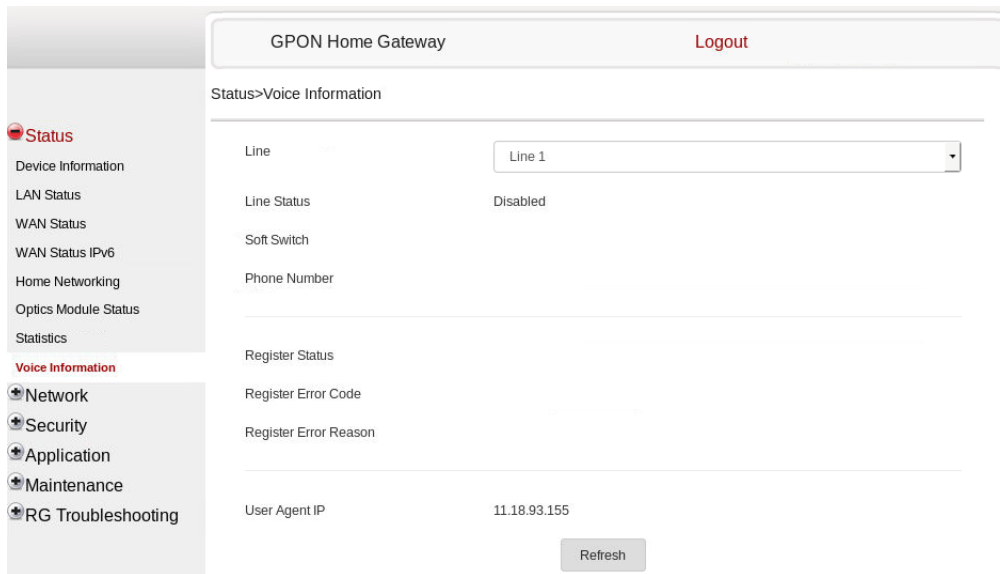 GPON Home Gateway
Logout
Status>Voice Information
Status
Device Information
LAN Status
WAN Status
WAN Status IPv6
Home Networking
Optics Module Status
Statistics
Voice Information
Network
Security
Application
Maintenance
RG Troubleshooting
Line
Line 1
Line Status
Disabled
Soft Switch
Phone Number
Register Status
Register Error Code
Register Error Reason
User Agent IP
11.18.93.155
Refresh